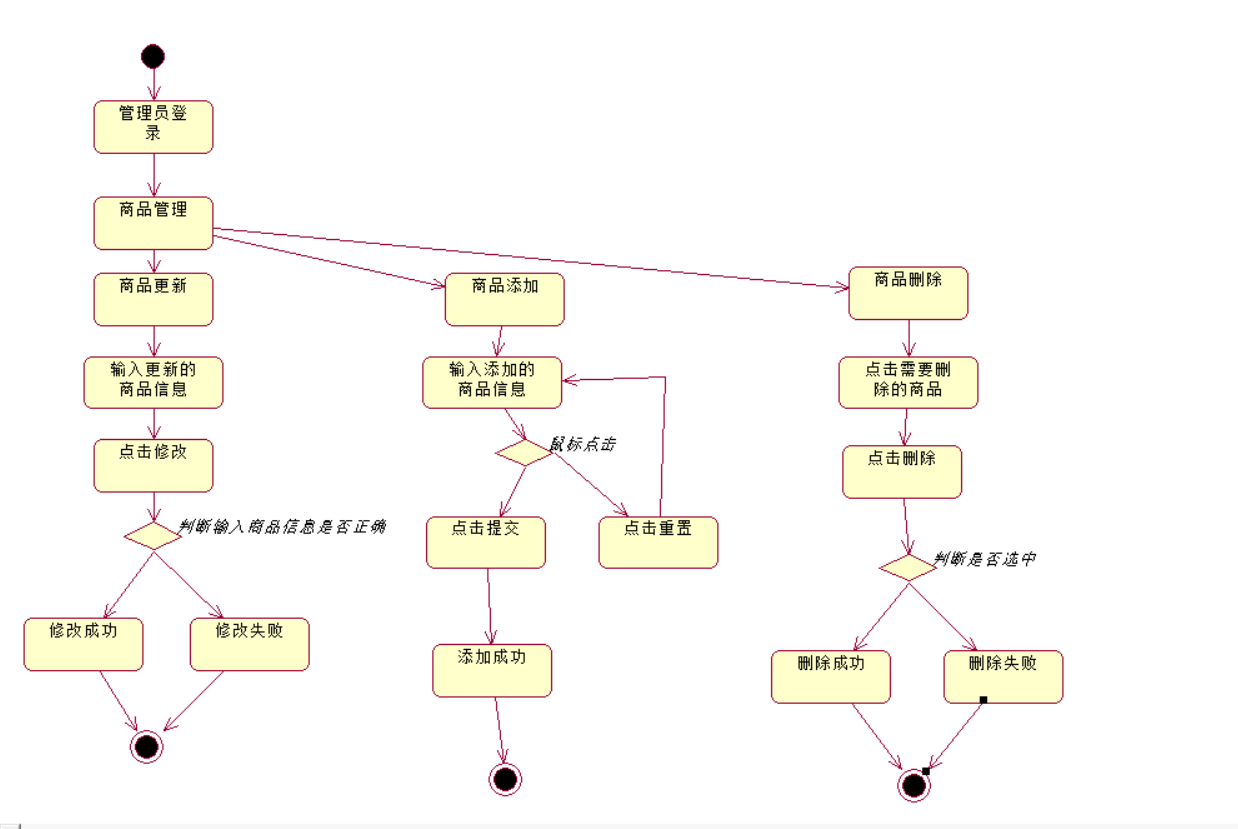 管理员登
录
商品管理
商品更新
商品添加
商品删除
输入更新的
商品信息
输入添加的
商品信息
点击需要删
除的商品
点击修改
鼠标点击
点击删除
判断输入商品信息是否正确
点击提交
点击重置
判断是否选中
修改成功
修改失败
添加成功
删除成功
删除失败